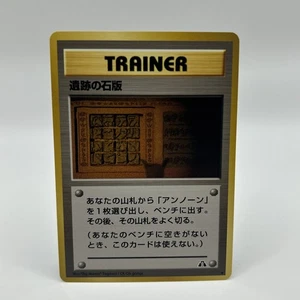 TRAINER
遺跡の石版
あなたの山札から「アンノーン」
を1枚選び出し、ベンチに出す。
その後、その山札をよく切る。
(あなたのベンチに空きがない
とき、このカードは使えない。)